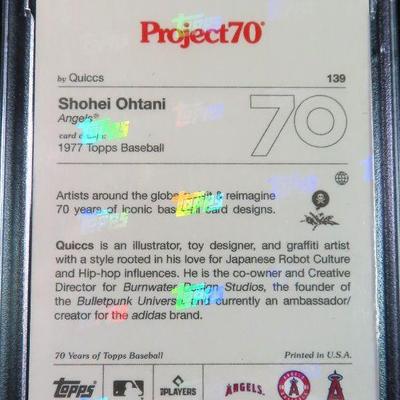 Project70®
by Quiccs 139
Shohei Ohtani
Angels®
card
1977 Topps Baseball
70
Artists around the globe & reimagine
70 years of iconic baseball card designs.
Quiccs is an illustrator, toy designer, and graffiti artist
with a style rooted in his love for Japanese Robot Culture
and Hip-hop influences. He is the co-owner and Creative
Director for Burnwater Design Studios, the founder of
the Bulletpunk Universe, and currently an ambassador/
creator for the adidas brand.
70 Years of Topps Baseball Printed in U.S.A.
Topps PLAYERS ANGELS®